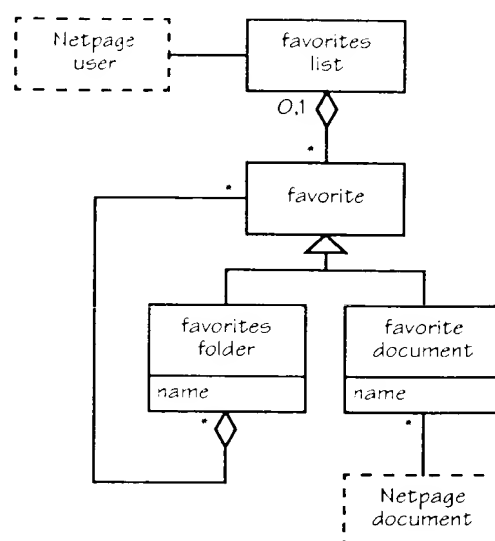 Netpage
user
favorites
list
0,1
*
*
favorite
favorites
folder
name
favorite
document
name
*
*
Netpage
document